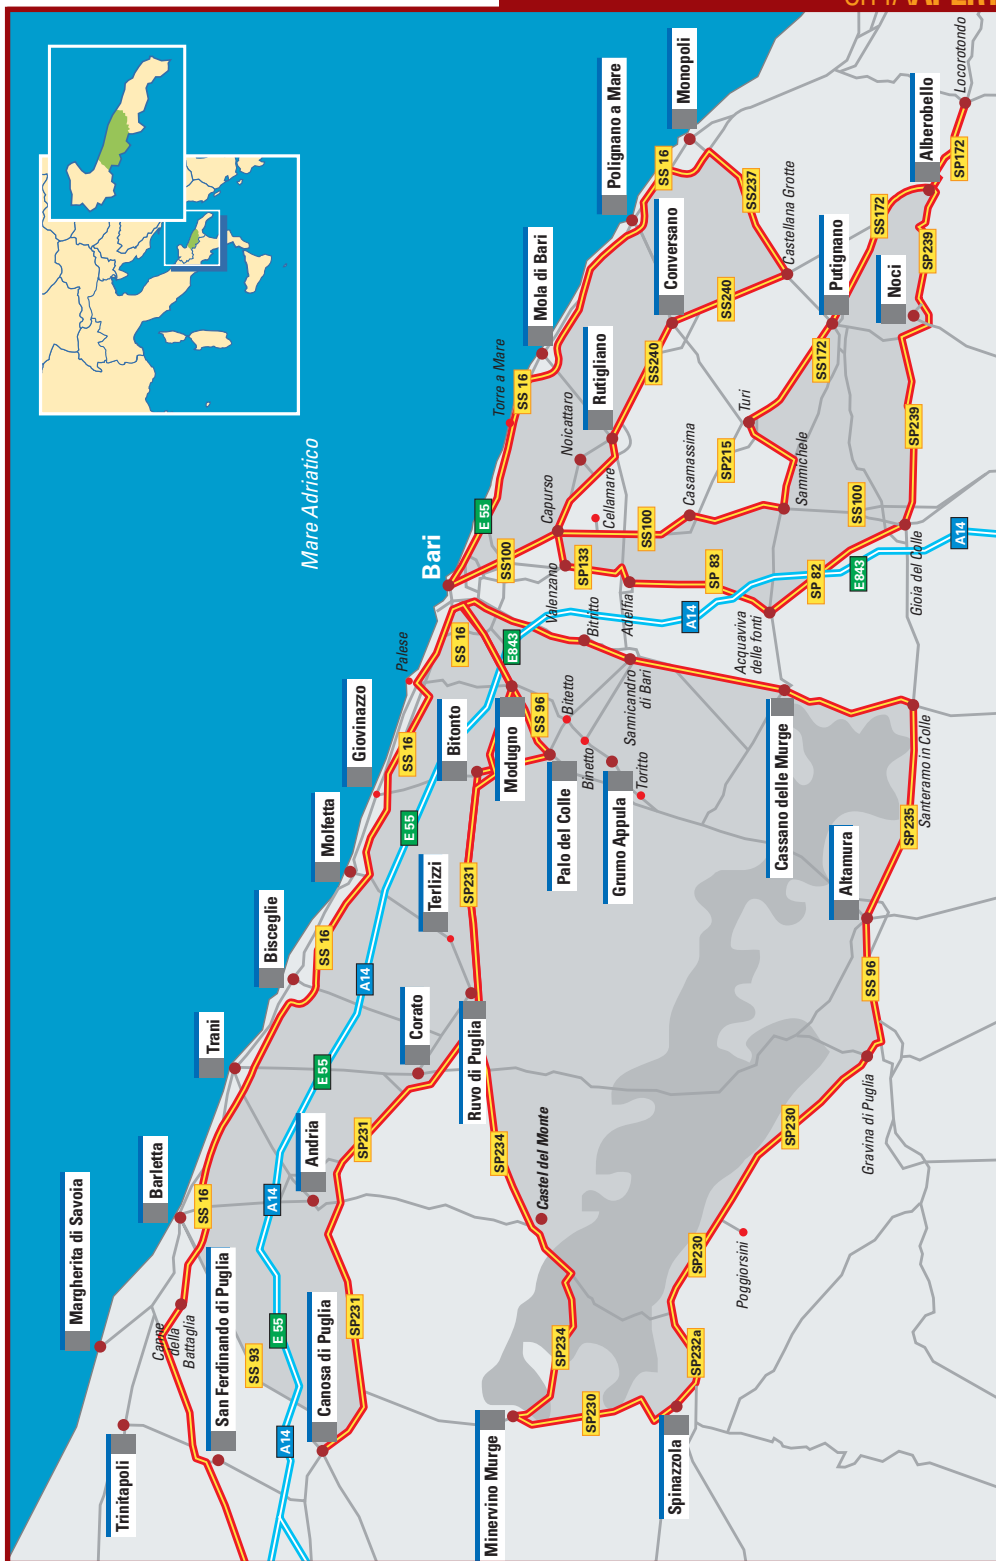 Margherita di Savoia
Trinitapoli
Barletta
Canne
della
Battaglia
SS 16
Trani
San Ferdinando di Puglia
SS 93
Bisceglie
A14
E 55
A14
E 55
Andria
Canosa di Puglia
SP231
SP231
SS 16
Molfetta
Giovinazzo
A14
Corato
Mare Adriatico
Palese
SS 16
E 55
Terlizzi
Bitonto
Bari
SS 16
SP231
Ruvo di Puglia
SP234
Castel del Monte
Minervino Murge
SP234
SP230
E 55
Torre a Mare
SS 16
Mola di Bari
SS100
E843
Modugno
SS 96
Palo del Colle
Capurso
Valenzano
SP133
Bitritto
Bitetto
Binetto
Noicattaro
Rutigliano
Cellamare
Polignano a Mare
Monopoli
SS 16
Conversano
SS240
SS100
Adelfia
Sannicandro
di Bari
Grumo Appula
Toritto
A14
Casamassima
SP 83
SP215
SS240
SS237
Turi
Acquaviva
delle fonti
Cassano delle Murge
Castellana Grotte
Sammichele
SP 82
SS172
Putignano
SS100
E843
Altamura
SS 96
Gravina di Puglia
SP230
SP230
Poggiorsini
SP232a
Spinazzola
SS172
Noci
Alberobello
SP239
SP239
SP172
Locorotondo
Gioia del Colle
A14
Santeramo in Colle
SP235